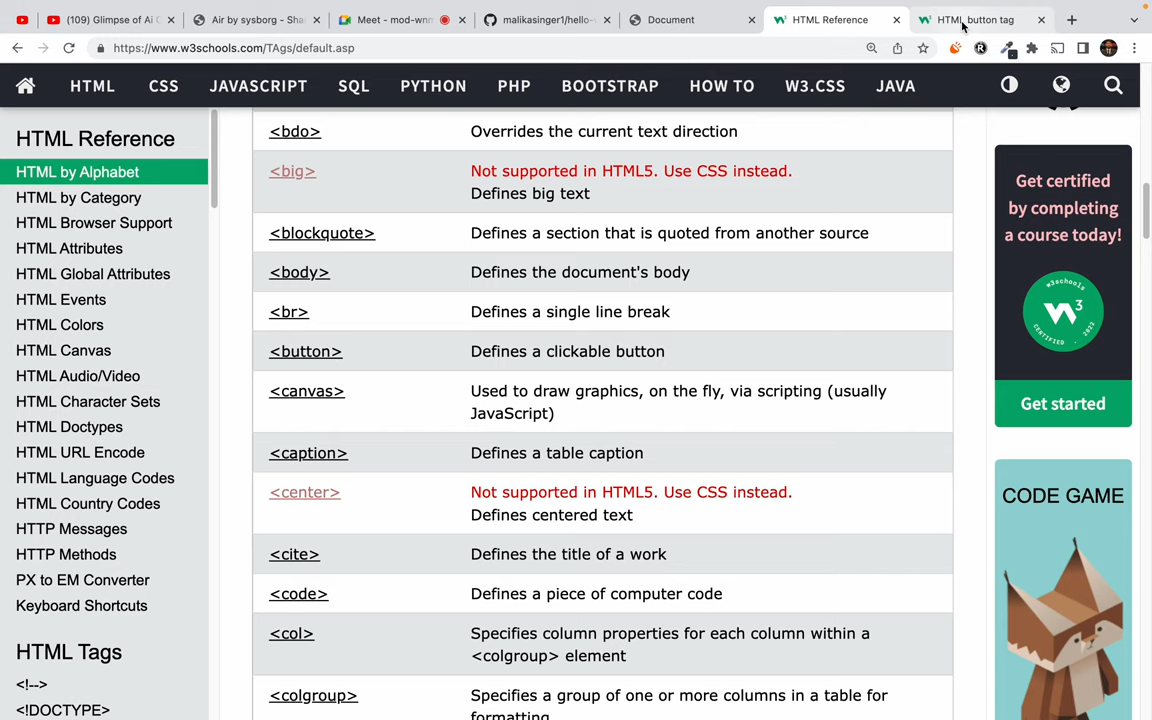 (109) Glimpse of Ai C
Air by sysborg - Sha
Meet - mod-wnn
malikasinger1/hello-
Document
HTML Reference
HTML button tag
https://www.w3schools.com/TAgs/default.asp
HTML CSS JAVASCRIPT SQL PYTHON PHP BOOTSTRAP HOW TO W3.CSS JAVA
HTML Reference
HTML by Alphabet
HTML by Category
HTML Browser Support
HTML Attributes
HTML Global Attributes
HTML Events
HTML Colors
HTML Canvas
HTML Audio/Video
HTML Character Sets
HTML Doctypes
HTML URL Encode
HTML Language Codes
HTML Country Codes
HTTP Messages
HTTP Methods
PX to EM Converter
Keyboard Shortcuts
HTML Tags
<!-->
<!DOCTYPE>
<bdo> Overrides the current text direction
<big> Not supported in HTML5. Use CSS instead.
Defines big text
<blockquote> Defines a section that is quoted from another source
<body> Defines the document's body
<br> Defines a single line break
<button> Defines a clickable button
<canvas> Used to draw graphics, on the fly, via scripting (usually
JavaScript)
<caption> Defines a table caption
<center> Not supported in HTML5. Use CSS instead.
Defines centered text
<cite> Defines the title of a work
<code> Defines a piece of computer code
<col> Specifies column properties for each column within a
<colgroup> element
<colgroup> Specifies a group of one or more columns in a table for
formatting
Get certified
by completing
a course today!
w3schools
W3
CERTIFIED . 2022
Get started
CODE GAME